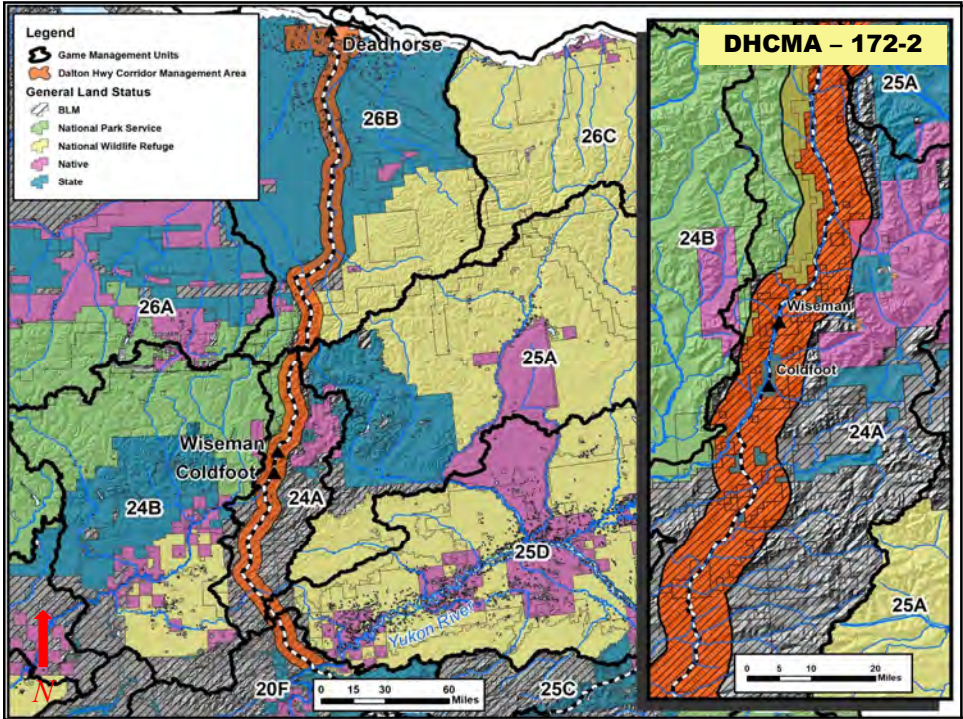 Legend
Game Management Units
Dalton Hwy Corridor Management Area
General Land Status
BLM
National Park Service
National Wildlife Refuge
Native
State
Deadhorse
26B
26C
26A
25A
Wiseman
Coldfoot
24A
24B
25D
Yukon River
20F
25C
N
0 15 30 60
Miles
DHCMA – 172-2
25A
24B
Wiseman
Coldfoot
24A
25A
0 5 10 20
Miles